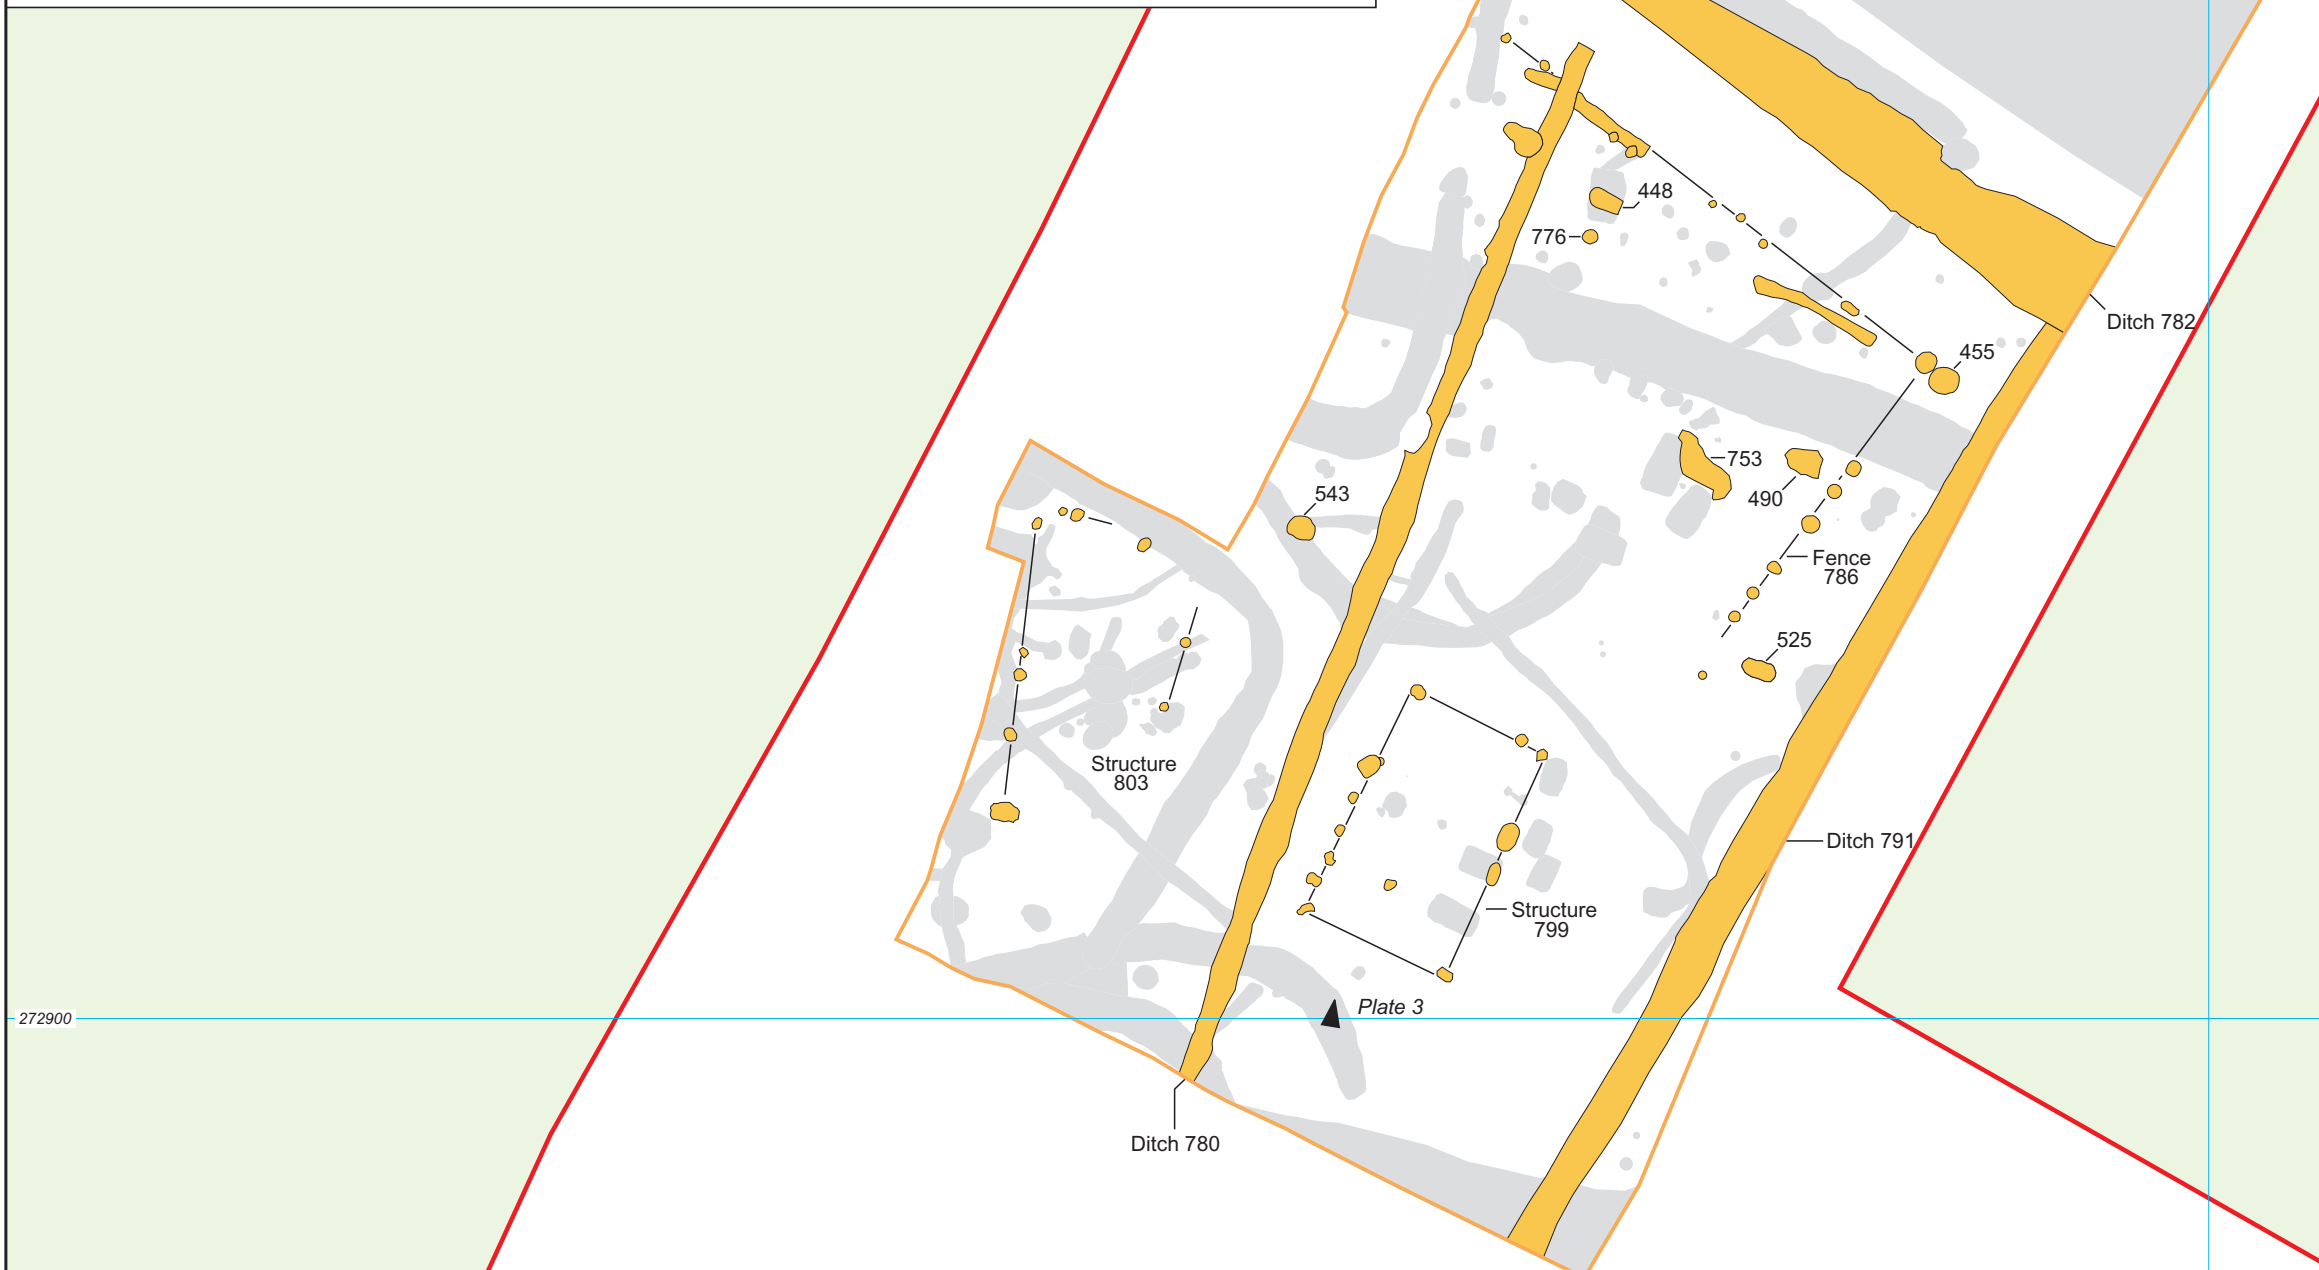 448
776
Ditch 782
455
753
490
543
Fence
786
525
Structure
803
Ditch 791
Structure
799
Plate 3
272900
Ditch 780